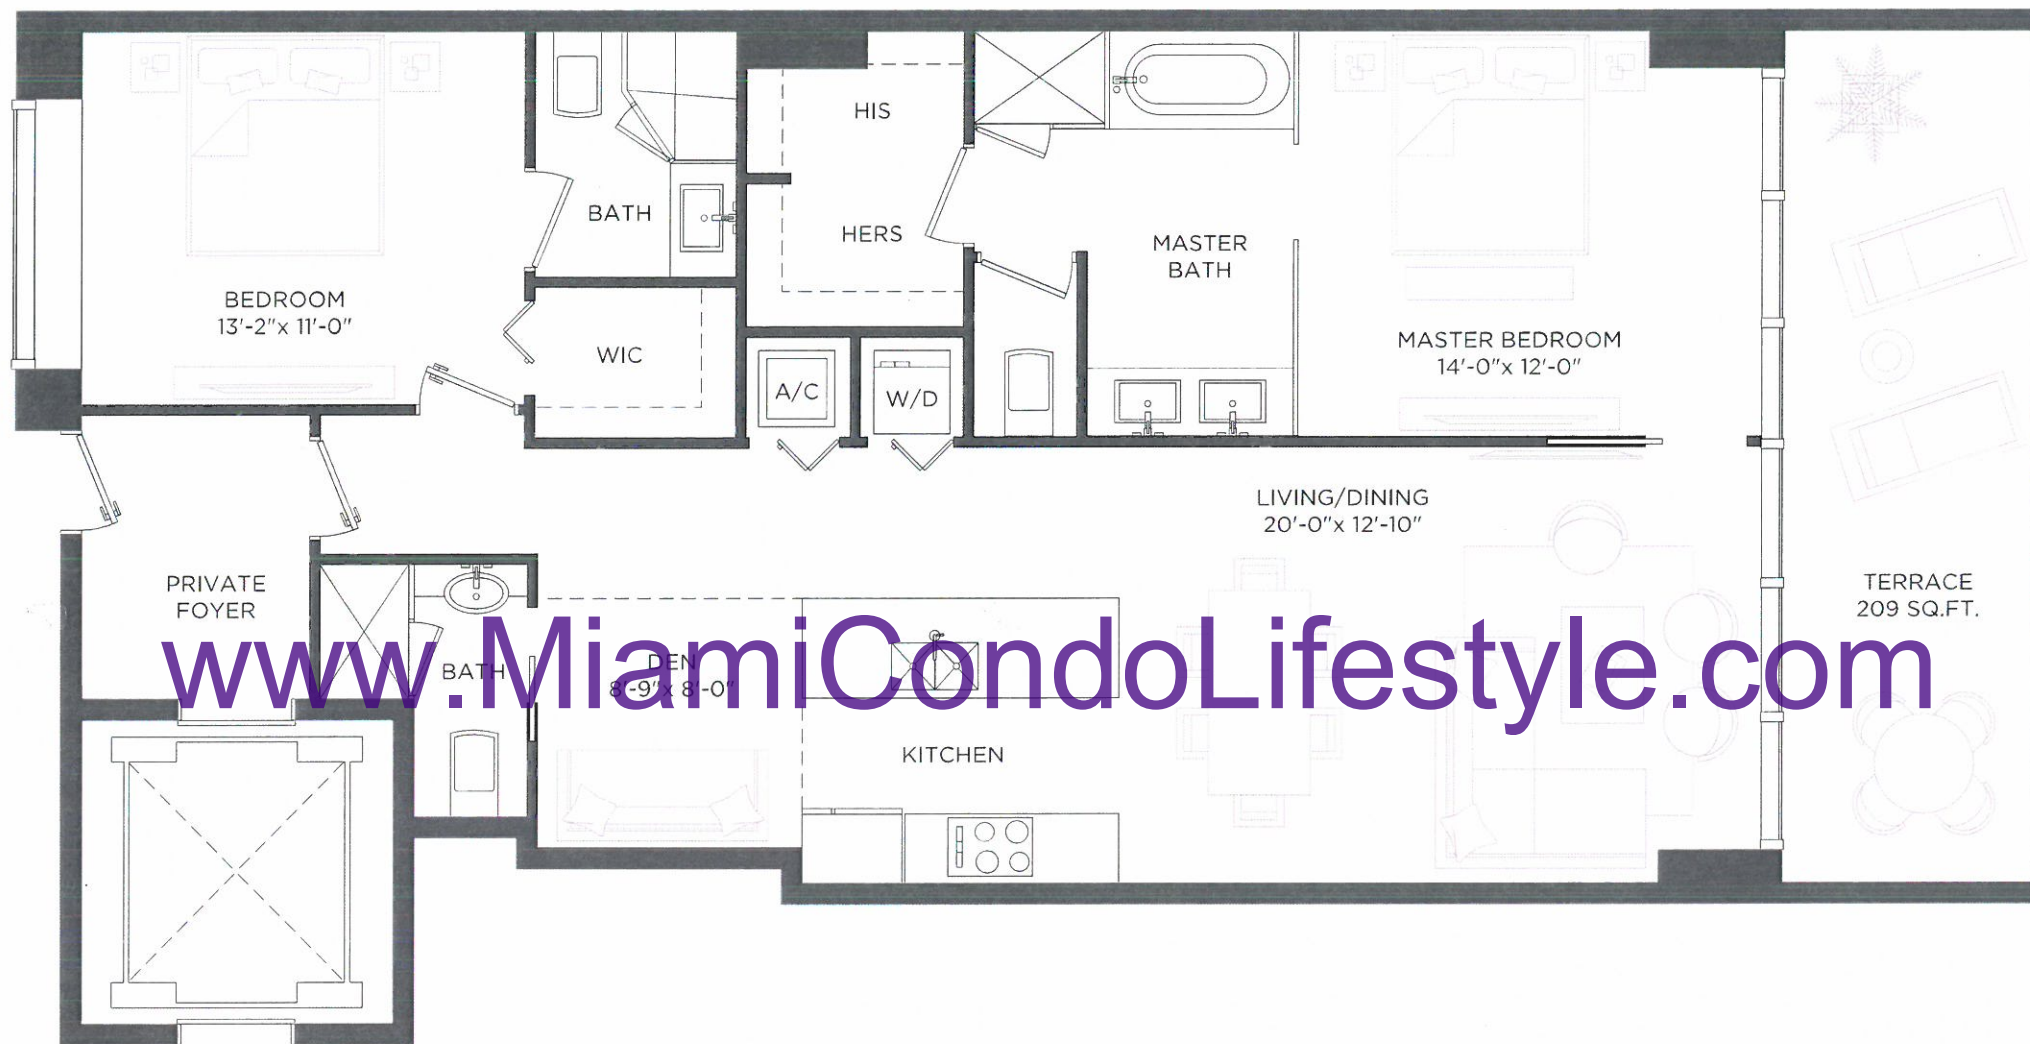 BEDROOM
13'-2"x 11'-0"
BATH
WIC
HIS
HERS
A/C
W/D
MASTER
BATH
MASTER BEDROOM
14'-0"x 12'-0"
LIVING/DINING
20'-0"x 12'-10"
TERRACE
209 SQ.FT.
PRIVATE
FOYER
BATH
DEN
8'-9"x 8'-0"
www.MiamiCondoLifestyle.com
KITCHEN